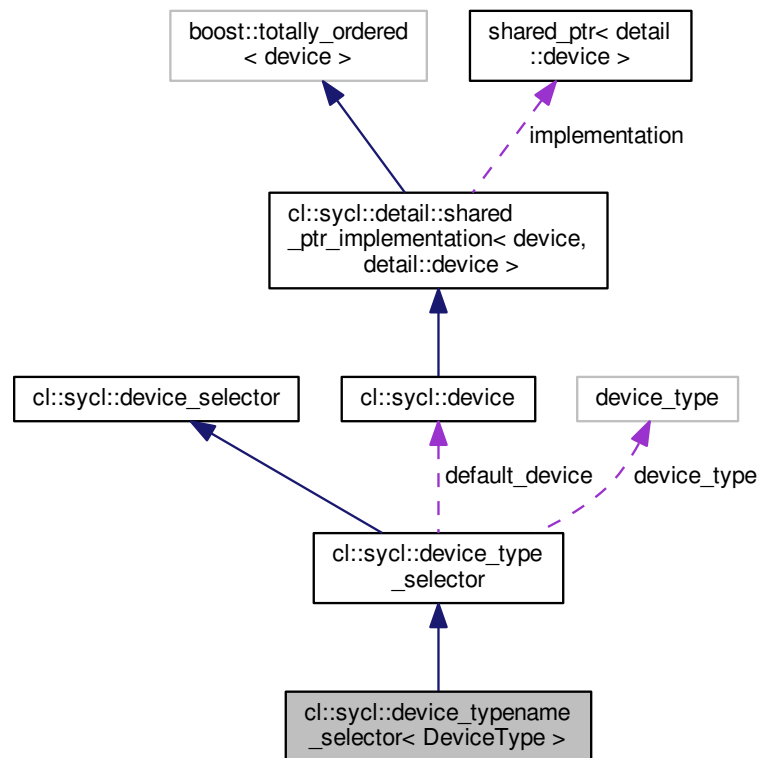 boost::totally_ordered
< device >
shared_ptr< detail
::device >
implementation
cl::sycl::detail::shared
_ptr_implementation< device,
detail::device >
cl::sycl::device_selector
cl::sycl::device
device_type
default_device
device_type
cl::sycl::device_type
_selector
cl::sycl::device_typename
_selector< DeviceType >